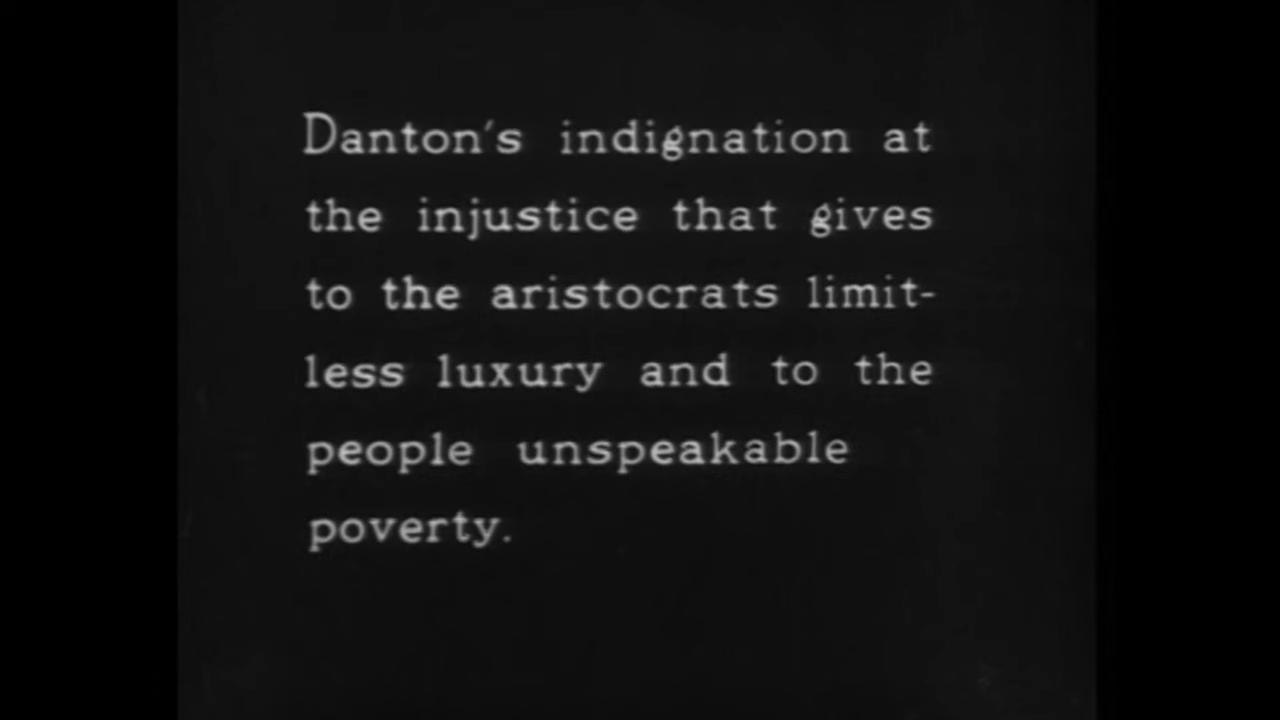 Danton's indignation at
the injustice that gives
to the aristocrats limit-
less luxury and to the
people unspeakable
poverty.